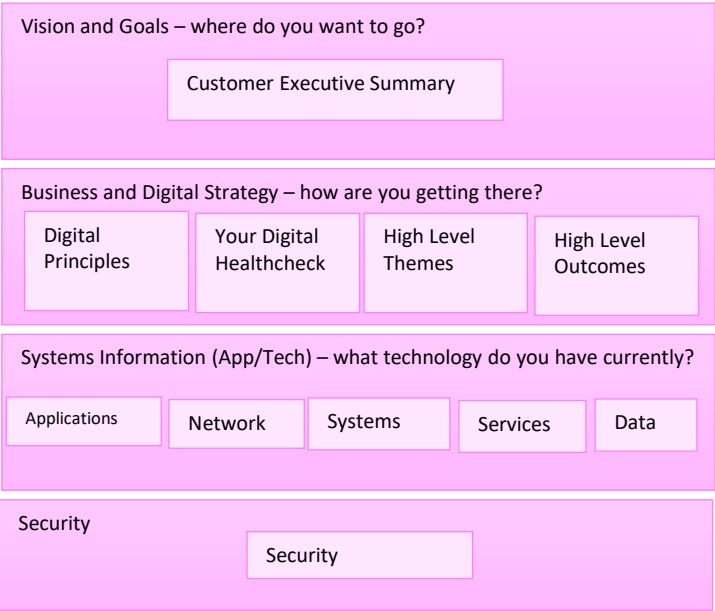 Vision and Goals – where do you want to go?
Customer Executive Summary
Business and Digital Strategy – how are you getting there?
Digital
Principles
Your Digital
Healthcheck
High Level
Themes
High Level
Outcomes
Systems Information (App/Tech) – what technology do you have currently?
Applications
Network
Systems
Services
Data
Security
Security